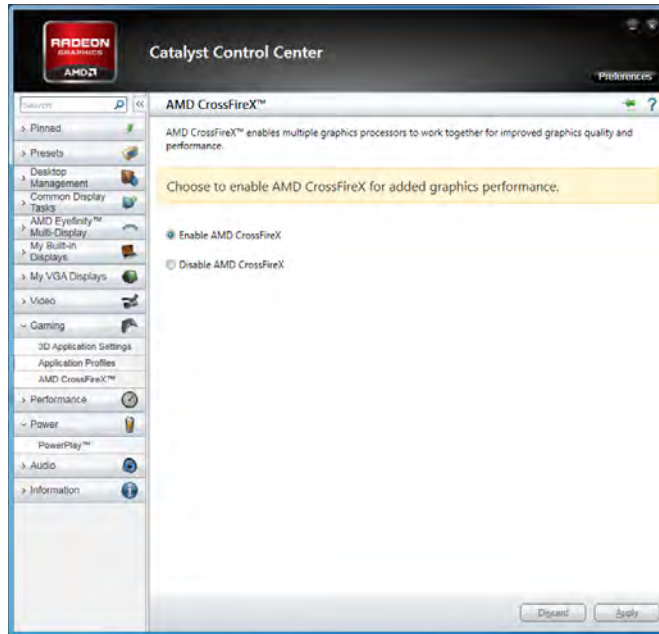 RADEON
GRAPHICS
AMD
Catalyst Control Center
Preferences
Search
AMD CrossFireX™
?
Pinned
AMD CrossFireX™ enables multiple graphics processors to work together for improved graphics quality and
performance.
Presets
Desktop
Management
Choose to enable AMD CrossFireX for added graphics performance.
Common Display
Tasks
AMD Eyefinity™
Multi-Display
Enable AMD CrossFireX
My Built-in
Displays
Disable AMD CrossFireX
My VGA Displays
Video
Gaming
3D Application Settings
Application Profiles
AMD CrossFireX™
Performance
Power
PowerPlay™
Audio
Information
Discard
Apply